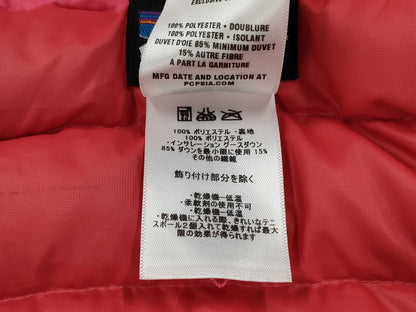 100% POLYESTER • DOUBLURE
100% POLYESTER • ISOLANT
DUVET D'OIE 85% MINIMUM DUVET
15% AUTRE FIBRE
A PART LA GARNITURE
MFG DATE AND LOCATION AT
PCPSIA.COM
100% ポリエステル・裏地
100% ポリエステル
・インサレーション グースダウン
85% ダウンを最小限に使用 15%
その他の繊維
飾り付け部分を除く
・乾燥機ー低温
・柔軟剤の使用不可
・乾燥機ー低温
・乾燥機に入れる際、きれいなテニ
スボール2個入れて乾燥すれば最大
限の効果が得られます